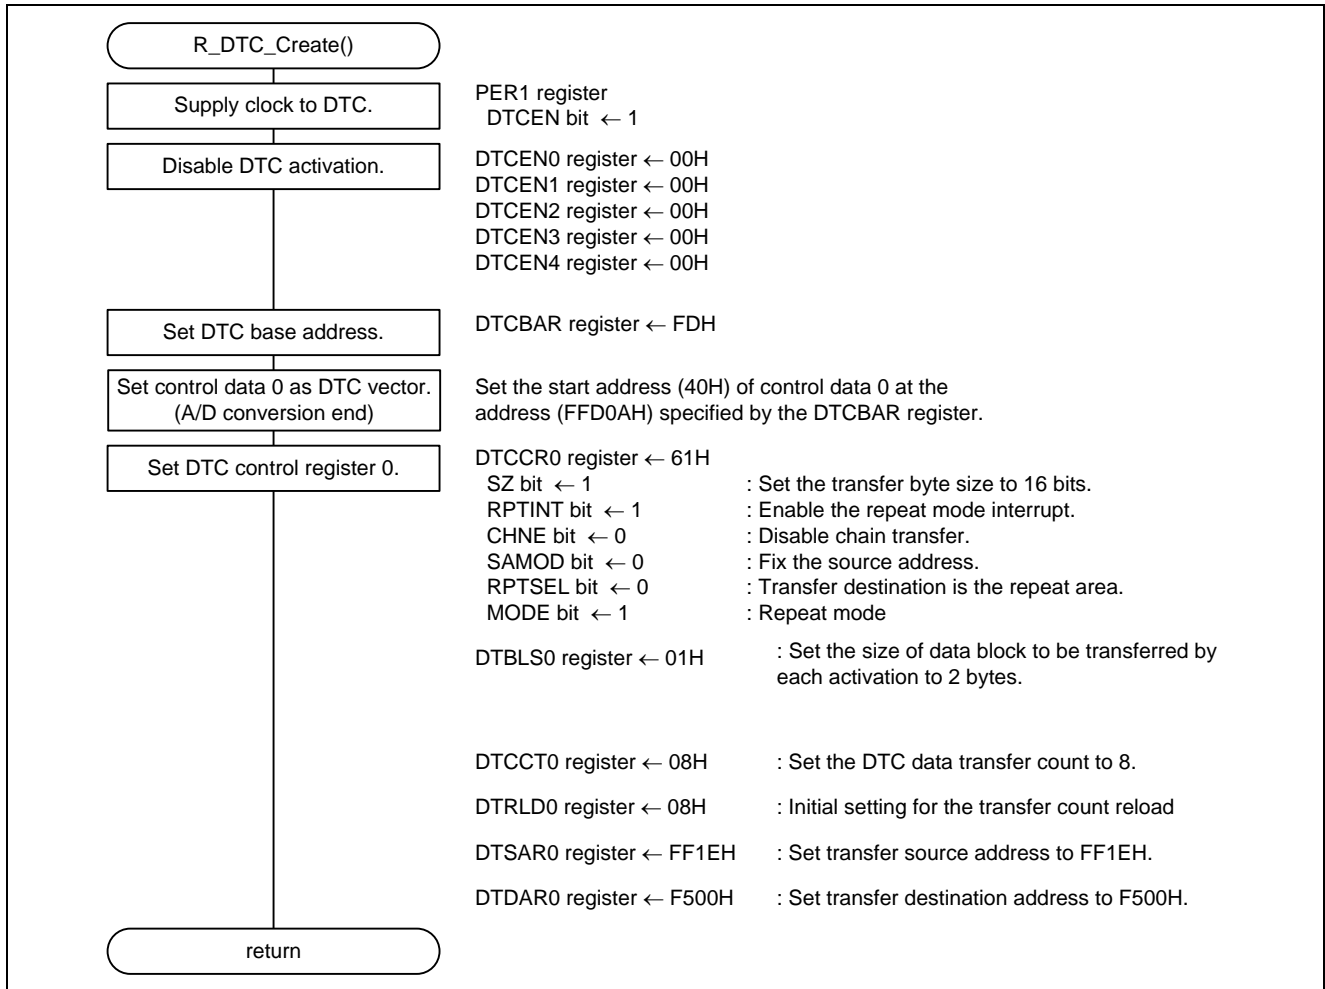 R_DTC_Create()
Supply clock to DTC.
PER1 register
DTCEN bit ← 1
Disable DTC activation.
DTCEN0 register ← 00H
DTCEN1 register ← 00H
DTCEN2 register ← 00H
DTCEN3 register ← 00H
DTCEN4 register ← 00H
Set DTC base address.
DTCBAR register ← FDH
Set control data 0 as DTC vector.
(A/D conversion end)
Set the start address (40H) of control data 0 at the
address (FFD0AH) specified by the DTCBAR register.
Set DTC control register 0.
DTCCR0 register ← 61H
SZ bit ← 1 : Set the transfer byte size to 16 bits.
RPTINT bit ← 1 : Enable the repeat mode interrupt.
CHNE bit ← 0 : Disable chain transfer.
SAMOD bit ← 0 : Fix the source address.
RPTSEL bit ← 0 : Transfer destination is the repeat area.
MODE bit ← 1 : Repeat mode
DTBLS0 register ← 01H : Set the size of data block to be transferred by
each activation to 2 bytes.
DTCCT0 register ← 08H : Set the DTC data transfer count to 8.
DTRLD0 register ← 08H : Initial setting for the transfer count reload
DTSAR0 register ← FF1EH : Set transfer source address to FF1EH.
DTDAR0 register ← F500H : Set transfer destination address to F500H.
return